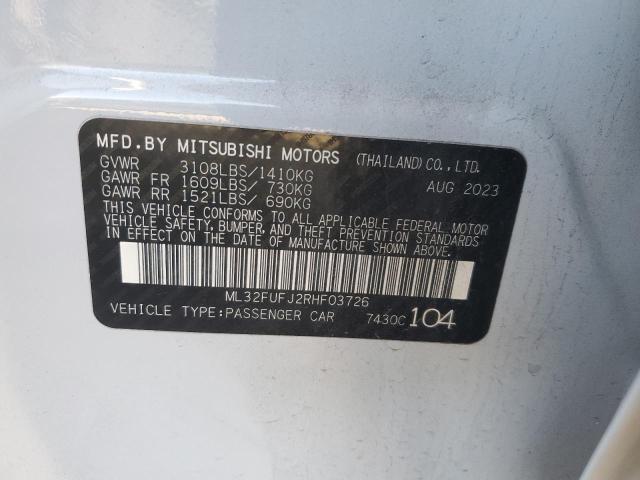 MFD.BY MITSUBISHI MOTORS (THAILAND) CO., LTD.
GVWR 3108LBS/1410KG AUG 2023
GAWR FR 1609LBS/ 730KG
GAWR RR 1521LBS/ 690KG
THIS VEHICLE CONFORMS TO ALL APPLICABLE FEDERAL MOTOR
VEHICLE SAFETY, BUMPER, AND THEFT PREVENTION STANDARDS
IN EFFECT ON THE DATE OF MANUFACTURE SHOWN ABOVE.
ML32FUFJ2RHF03726
VEHICLE TYPE:PASSENGER CAR 7430C 104